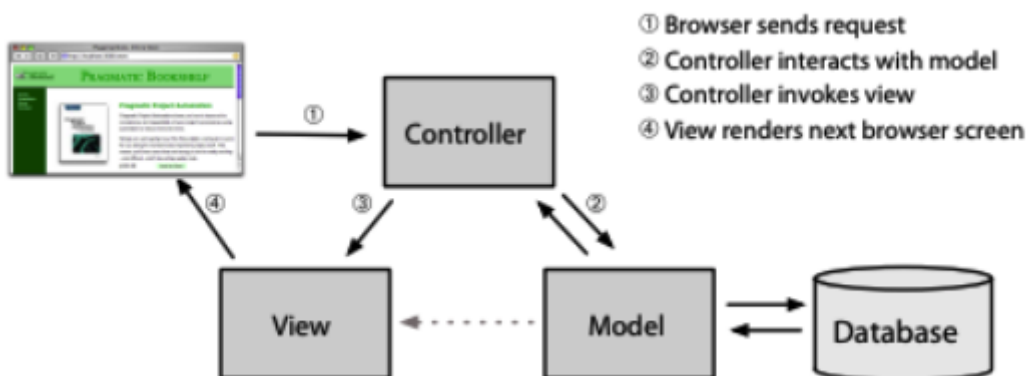 ① Browser sends request
② Controller interacts with model
③ Controller invokes view
④ View renders next browser screen
PRAGMATIC BOOKSHELF
Pragmatic Project Automation
①
Controller
④
③
②
View
Model
Database